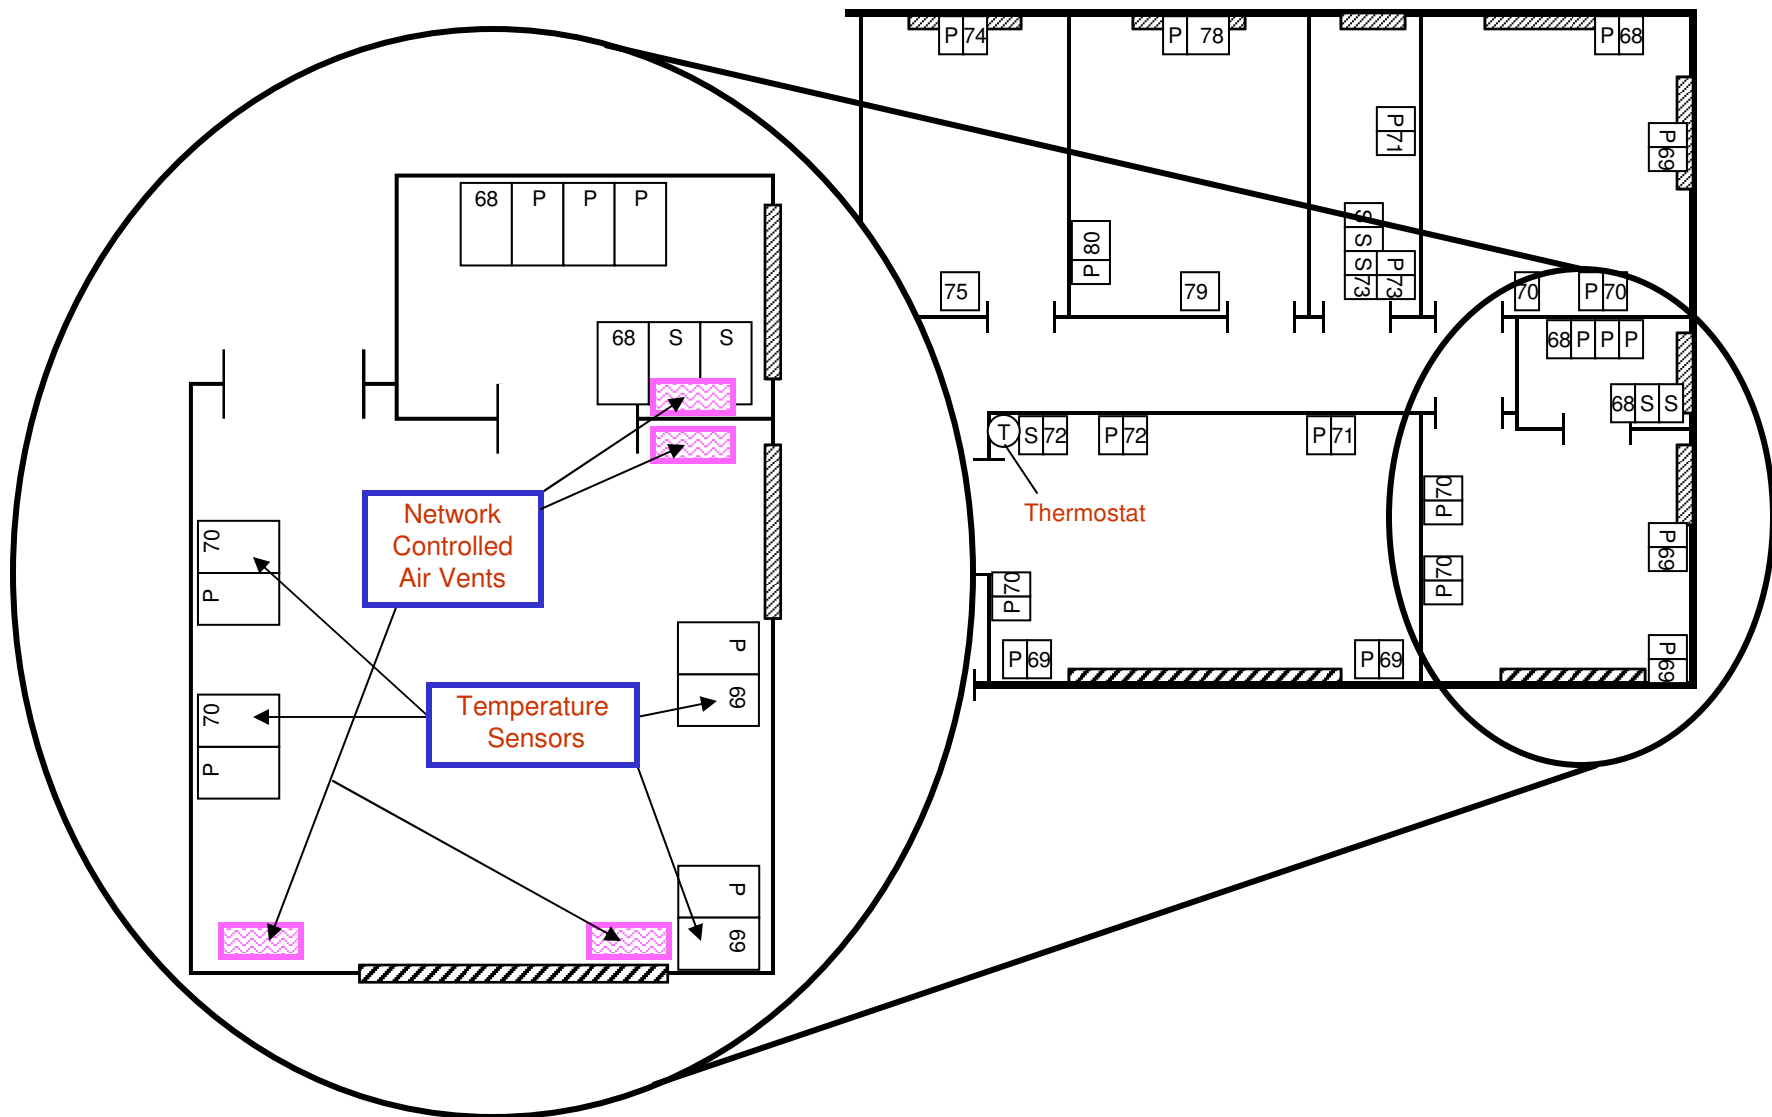 P 74
P 78
P 68
P 71
P 69
P 80
S
S
S 73
P 73
75
79
70
P 70
68 P P P
68 S S
T
S 72
P 72
P 71
Thermostat
P 70
P 70
P 69
P 70
P 69
P 69
P 69
68 P P P
68 S S
Network
Controlled
Air Vents
70
P
P
69
70
P
Temperature
Sensors
P
69